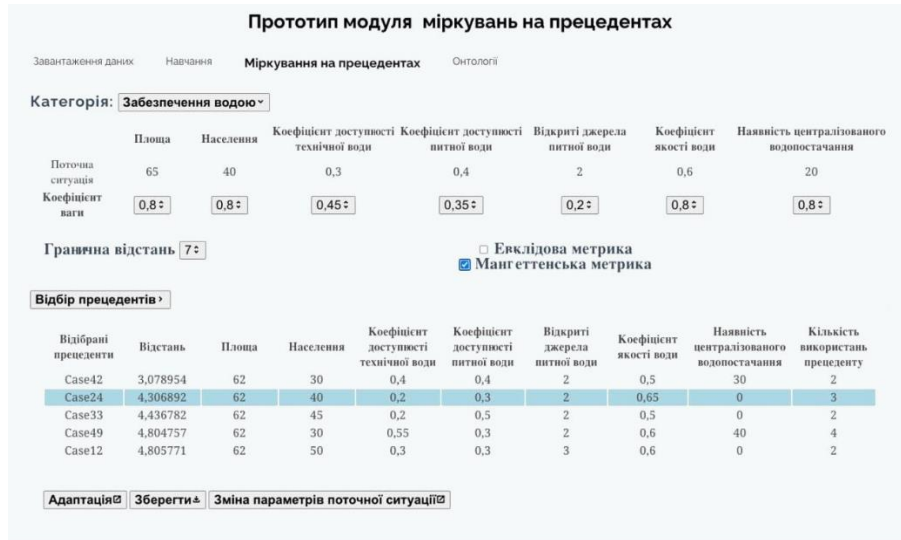 Прототип модуля міркувань на прецедентах
Завантаження даних Навчання Міркування на прецедентах Онтології
Категорія: Забезпечення водою
Площа Населення Коефіцієнт доступності технічної води Коефіцієнт доступності питної води Відкриті джерела питної води Коефіцієнт якості води Наявність централізованого водопостачання
Поточна ситуація 65 40 0,3 0,4 2 0,6 20
Коефіцієнт ваги 0,8 0,8 0,45 0,35 0,2 0,8 0,8
Гранична відстань 7
Евклідова метрика
Мангеттенська метрика
Відбір прецедентів
Відібрані прецеденти Відстань Площа Населення Коефіцієнт доступності технічної води Коефіцієнт доступності питної води Відкриті джерела питної води Коефіцієнт якості води Наявність централізованого водопостачання Кількість використань прецеденту
Case42 3,078954 62 30 0,4 0,4 2 0,5 30 2
Case24 4,306892 62 40 0,2 0,3 2 0,65 0 3
Case33 4,436782 62 45 0,2 0,5 2 0,5 0 2
Case49 4,804757 62 30 0,55 0,3 2 0,6 40 4
Case12 4,805771 62 50 0,3 0,3 3 0,6 0 2
Адаптація Зберегти Зміна параметрів поточної ситуації